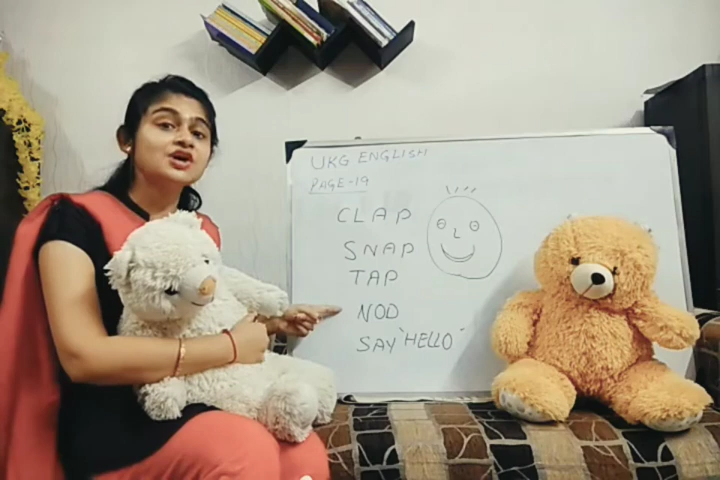 UKG ENGLISH
PAGE-19
CLAP
SNAP
TAP
NOD
SAY "HELLO"